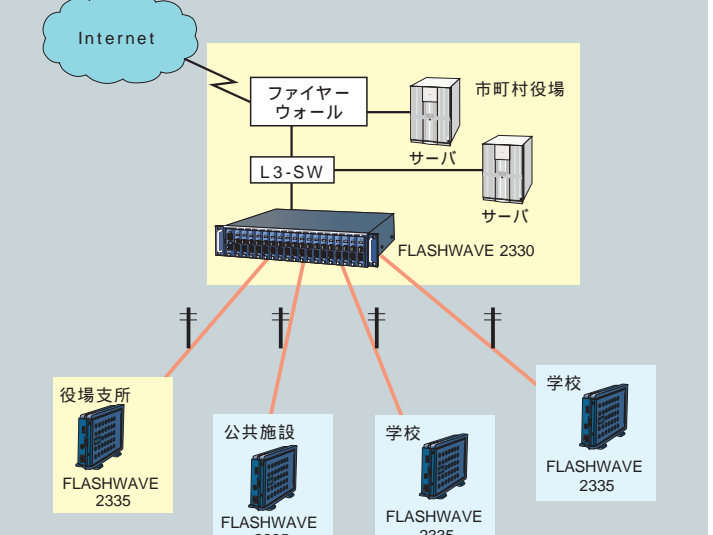 Internet
ファイヤー
ウォール
市町村役場
サーバ
L3-SW
サーバ
FLASHWAVE 2330
役場支所
FLASHWAVE
2335
公共施設
FLASHWAVE
学校
FLASHWAVE
2335
学校
FLASHWAVE
2335